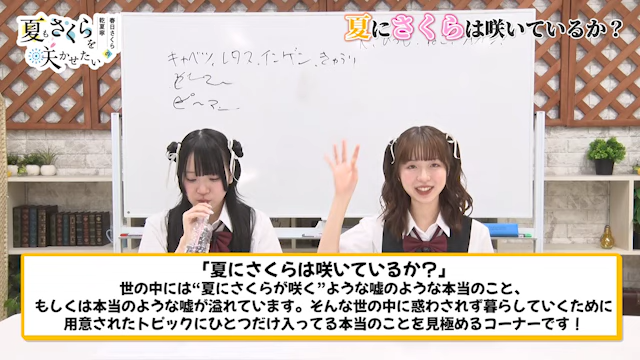 春日さくら
乾夏寧
の
夏もさくらを
咲かせたい
夏にさくらは咲いているか？
キャベツ、レタス、インゲン、きゅうり
ピーマン
「夏にさくらは咲いているか？」
世の中には“夏にさくらが咲く”ような嘘のような本当のこと、
もしくは本当のような嘘が溢れています。そんな世の中に惑わされず暮らしていくために
用意されたトピックにひとつだけ入ってる本当のことを見極めるコーナーです！